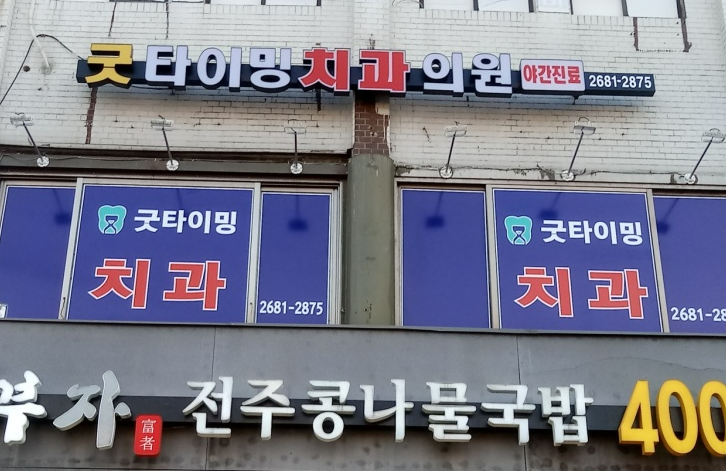 굿타이밍치과의원 야간진료 2681-2875
굿타이밍
치과
2681-2875
굿타이밍
치과
2681-28
부자 富者 전주콩나물국밥 400